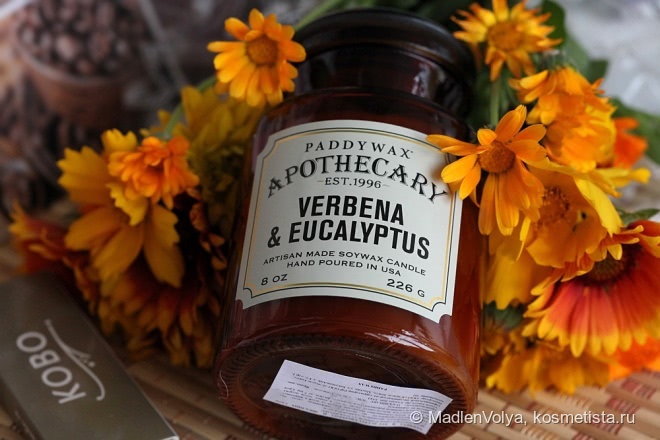 PADDYWAX
APOTHECARY
-EST.1996-
VERBENA
& EUCALYPTUS
ARTISAN MADE SOYWAX CANDLE
HAND POURED IN USA
8 OZ 226 G
KOBO
© MadlenVolya, kosmetista.ru